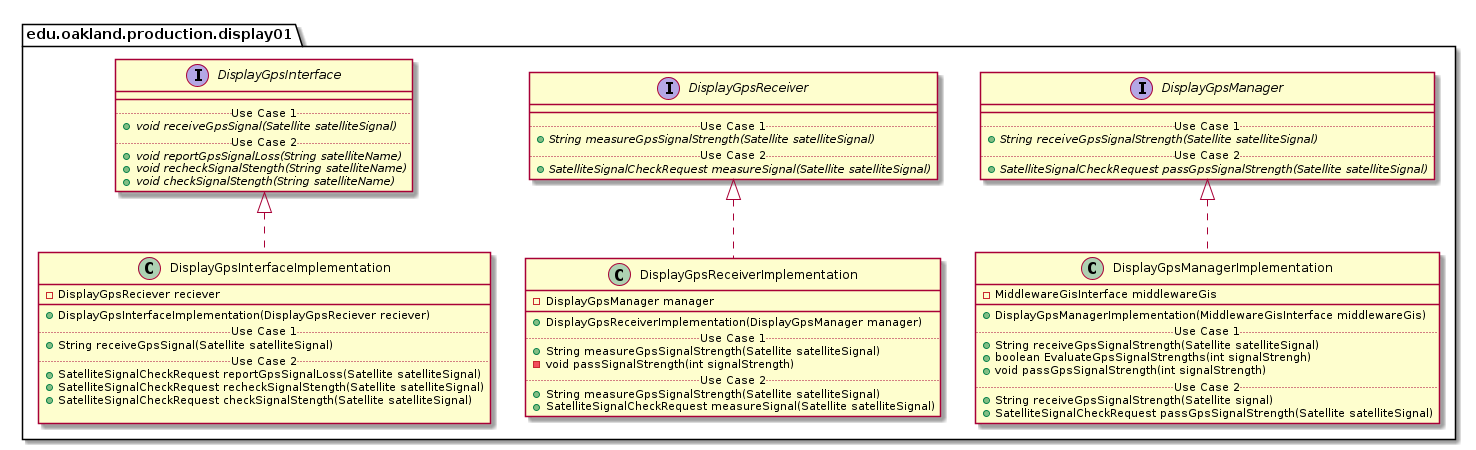 edu.oakland.production.display01
I DisplayGpsInterface
Use Case 1
void receiveGpsSignal(Satellite satelliteSignal)
Use Case 2
void reportGpsSignalLoss(String satelliteName)
void recheckSignalStength(String satelliteName)
void checkSignalStength(String satelliteName)
I DisplayGpsReceiver
Use Case 1
String measureGpsSignalStrength(Satellite satelliteSignal)
Use Case 2
SatelliteSignalCheckRequest measureSignal(Satellite satelliteSignal)
I DisplayGpsManager
Use Case 1
String receiveGpsSignalStrength(Satellite satelliteSignal)
Use Case 2
SatelliteSignalCheckRequest passGpsSignalStrength(Satellite satelliteSignal)
C DisplayGpsInterfaceImplementation
DisplayGpsReciever reciever
DisplayGpsInterfaceImplementation(DisplayGpsReciever reciever)
Use Case 1
String receiveGpsSignal(Satellite satelliteSignal)
Use Case 2
SatelliteSignalCheckRequest reportGpsSignalLoss(Satellite satelliteSignal)
SatelliteSignalCheckRequest recheckSignalStength(Satellite satelliteSignal)
SatelliteSignalCheckRequest checkSignalStength(Satellite satelliteSignal)
C DisplayGpsReceiverImplementation
DisplayGpsManager manager
DisplayGpsReceiverImplementation(DisplayGpsManager manager)
Use Case 1
String measureGpsSignalStrength(Satellite satelliteSignal)
void passSignalStrength(int signalStrength)
Use Case 2
String measureGpsSignalStrength(Satellite satelliteSignal)
SatelliteSignalCheckRequest measureSignal(Satellite satelliteSignal)
C DisplayGpsManagerImplementation
MiddlewareGisInterface middlewareGis
DisplayGpsManagerImplementation(MiddlewareGisInterface middlewareGis)
Use Case 1
String receiveGpsSignalStrength(Satellite satelliteSignal)
boolean EvaluateGpsSignalStrengths(int signalStrengh)
void passGpsSignalStrength(int signalStrength)
Use Case 2
String receiveGpsSignalStrength(Satellite signal)
SatelliteSignalCheckRequest passGpsSignalStrength(Satellite satelliteSignal)